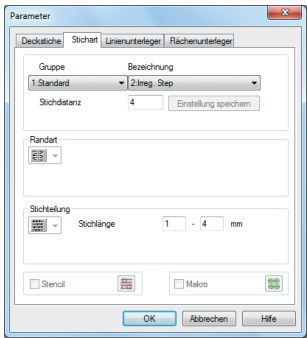 Parameter
Deckstiche Stichart Linienunterleger Flächenunterleger
Gruppe Bezeichnung
1:Standard 2:Irreg. Step
Stichdistanz 4 Einstellung speichern
Randart
Stichteilung
Stichlänge 1 - 4 mm
Stencil Makro
OK Abbrechen Hilfe